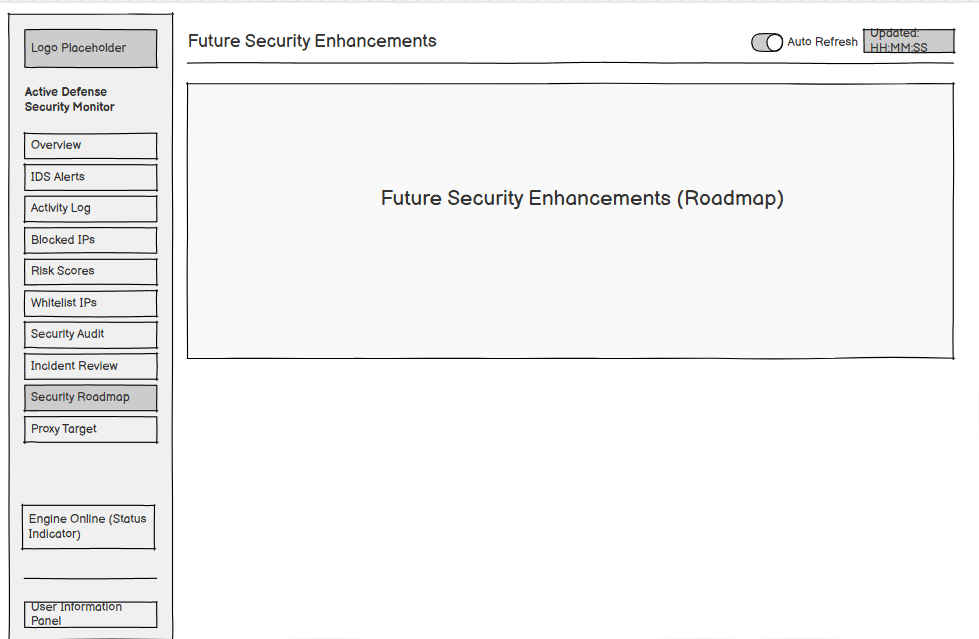 Logo Placeholder
Active Defense
Security Monitor
Overview
IDS Alerts
Activity Log
Blocked IPs
Risk Scores
Whitelist IPs
Security Audit
Incident Review
Security Roadmap
Proxy Target
Engine Online (Status
Indicator)
User Information
Panel
Future Security Enhancements
Auto Refresh
Updated:
HH:MM:SS
Future Security Enhancements (Roadmap)